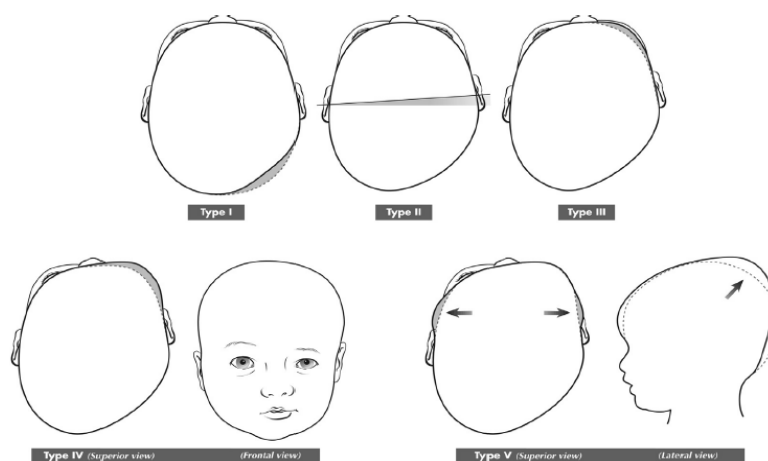 Type I
Type II
Type III
Type IV (Superior view) (Frontal view)
Type V (Superior view) (Lateral view)